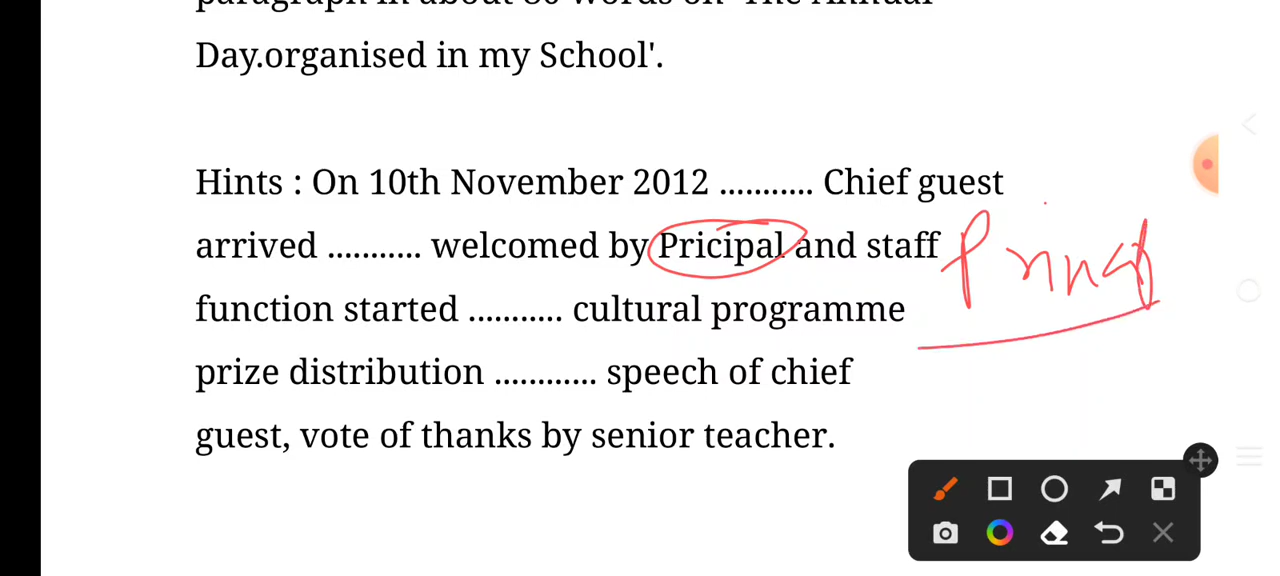 Day.organised in my School'.
Hints : On 10th November 2012 ........... Chief guest
arrived ........... welcomed by Pricipal and staff
function started ........... cultural programme
prize distribution ............ speech of chief
guest, vote of thanks by senior teacher.